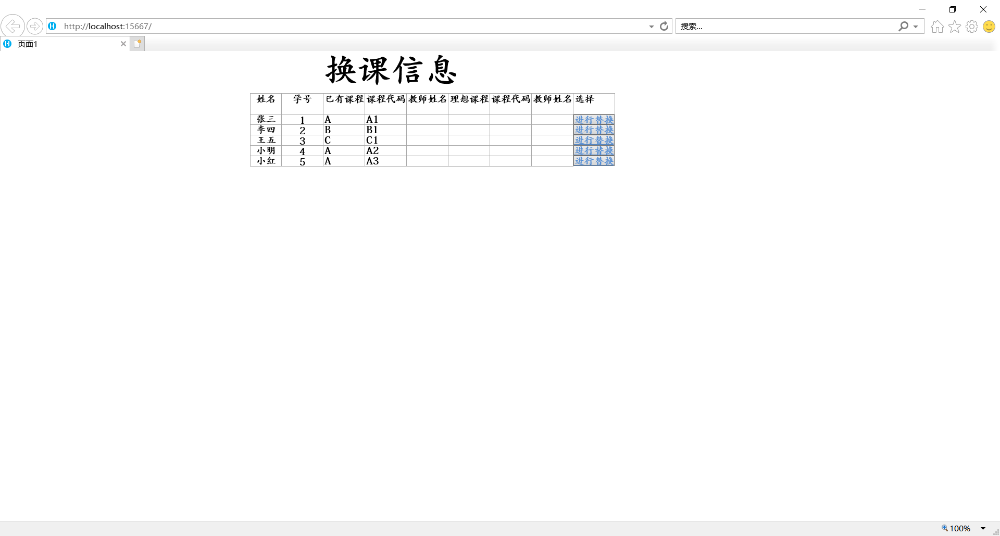 http://localhost:15667/
搜索...
页面1
换课信息
姓名 学号 已有课程 课程代码 教师姓名 理想课程 课程代码 教师姓名 选择
张三 1 A A1 进行替换
李四 2 B B1 进行替换
王五 3 C C1 进行替换
小明 4 A A2 进行替换
小红 5 A A3 进行替换
100%